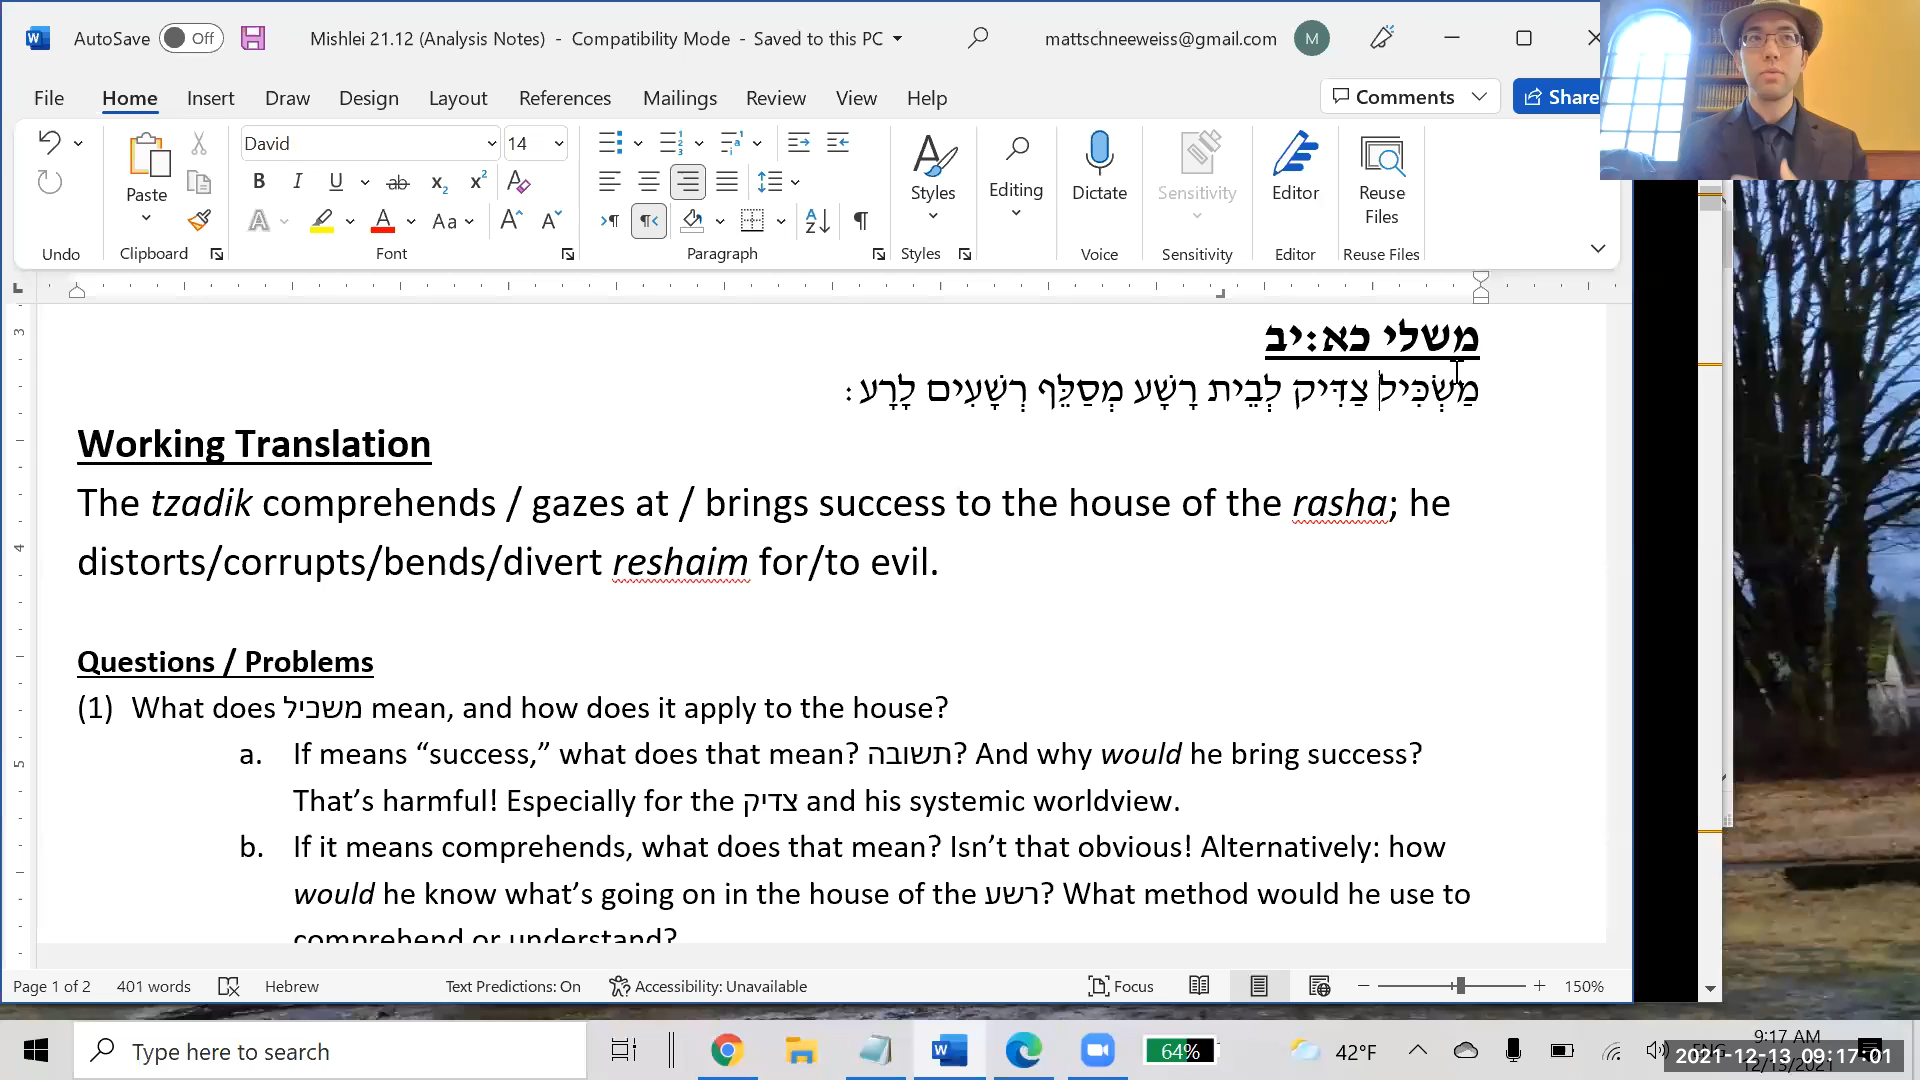 AutoSave Off Mishlei 21.12 (Analysis Notes) - Compatibility Mode - Saved to this PC mattschneeweiss@gmail.com M
File Home Insert Draw Design Layout References Mailings Review View Help Comments Share
David 14
Paste Styles Editing Dictate Sensitivity Editor Reuse Files
Undo Clipboard Font Paragraph Styles Voice Sensitivity Editor Reuse Files
משלי כא:יב
מַשְׂכִּיל צַדִּיק לְבֵית רָשָׁע מְסַלֵּף רְשָׁעִים לָרָע:
Working Translation
The tzadik comprehends / gazes at / brings success to the house of the rasha; he
distorts/corrupts/bends/divert reshaim for/to evil.
Questions / Problems
(1) What does משכיל mean, and how does it apply to the house?
a. If means “success,” what does that mean? תשובה? And why would he bring success?
That’s harmful! Especially for the צדיק and his systemic worldview.
b. If it means comprehends, what does that mean? Isn’t that obvious! Alternatively: how
would he know what’s going on in the house of the רשע? What method would he use to
comprehend or understand?
Page 1 of 2 401 words Hebrew Text Predictions: On Accessibility: Unavailable Focus 150%
Type here to search 64% 42°F 9:17 AM
2021-12-13 09:17:01